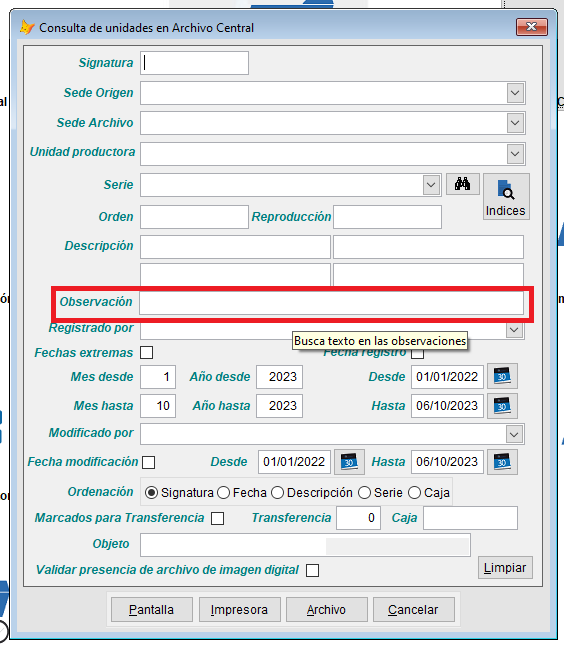 Consulta de unidades en Archivo Central
Signatura
Sede Origen
Sede Archivo
Unidad productora
Serie
Indices
Orden Reproducción
Descripción
Observación
Registrado por
Busca texto en las observaciones
Fechas extremas Fecha registro
Mes desde 1 Año desde 2023 Desde 01/01/2022 30
Mes hasta 10 Año hasta 2023 Hasta 06/10/2023 30
Modificado por
Fecha modificación Desde 01/01/2022 30 Hasta 06/10/2023 30
Ordenación Signatura Fecha Descripción Serie Caja
Marcados para Transferencia Transferencia 0 Caja
Objeto
Validar presencia de archivo de imagen digital
Limpiar
Pantalla Impresora Archivo Cancelar